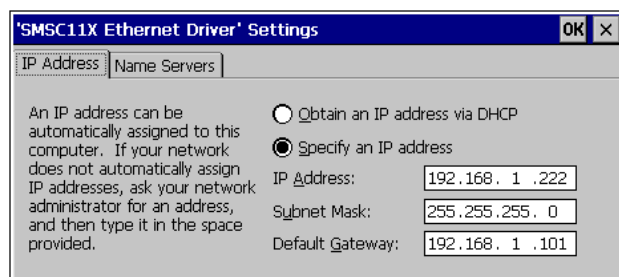 'SMSC11X Ethernet Driver' Settings OK ×
IP Address Name Servers
An IP address can be
automatically assigned to this
computer. If your network
does not automatically assign
IP addresses, ask your network
administrator for an address,
and then type it in the space
provided.
Obtain an IP address via DHCP
Specify an IP address
IP Address: 192.168. 1 .222
Subnet Mask: 255.255.255. 0
Default Gateway: 192.168. 1 .101